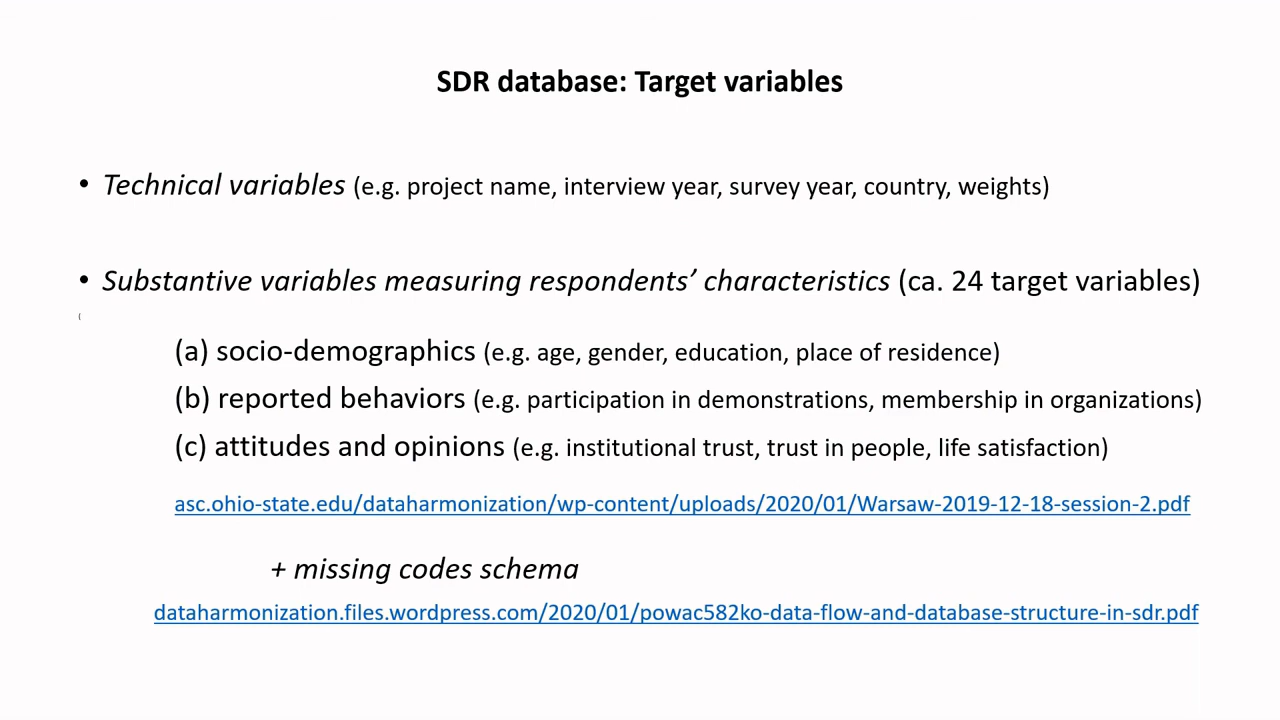 SDR database: Target variables
• Technical variables (e.g. project name, interview year, survey year, country, weights)
• Substantive variables measuring respondents’ characteristics (ca. 24 target variables)
(
(a) socio-demographics (e.g. age, gender, education, place of residence)
(b) reported behaviors (e.g. participation in demonstrations, membership in organizations)
(c) attitudes and opinions (e.g. institutional trust, trust in people, life satisfaction)
asc.ohio-state.edu/dataharmonization/wp-content/uploads/2020/01/Warsaw-2019-12-18-session-2.pdf
+ missing codes schema
dataharmonization.files.wordpress.com/2020/01/powac582ko-data-flow-and-database-structure-in-sdr.pdf